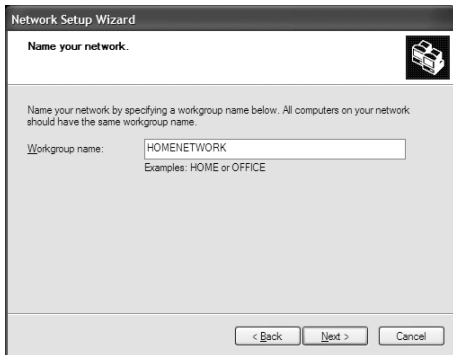 Network Setup Wizard
Name your network.
Name your network by specifying a workgroup name below. All computers on your network
should have the same workgroup name.
Workgroup name: HOMENETWORK
Examples: HOME or OFFICE
< Back Next > Cancel